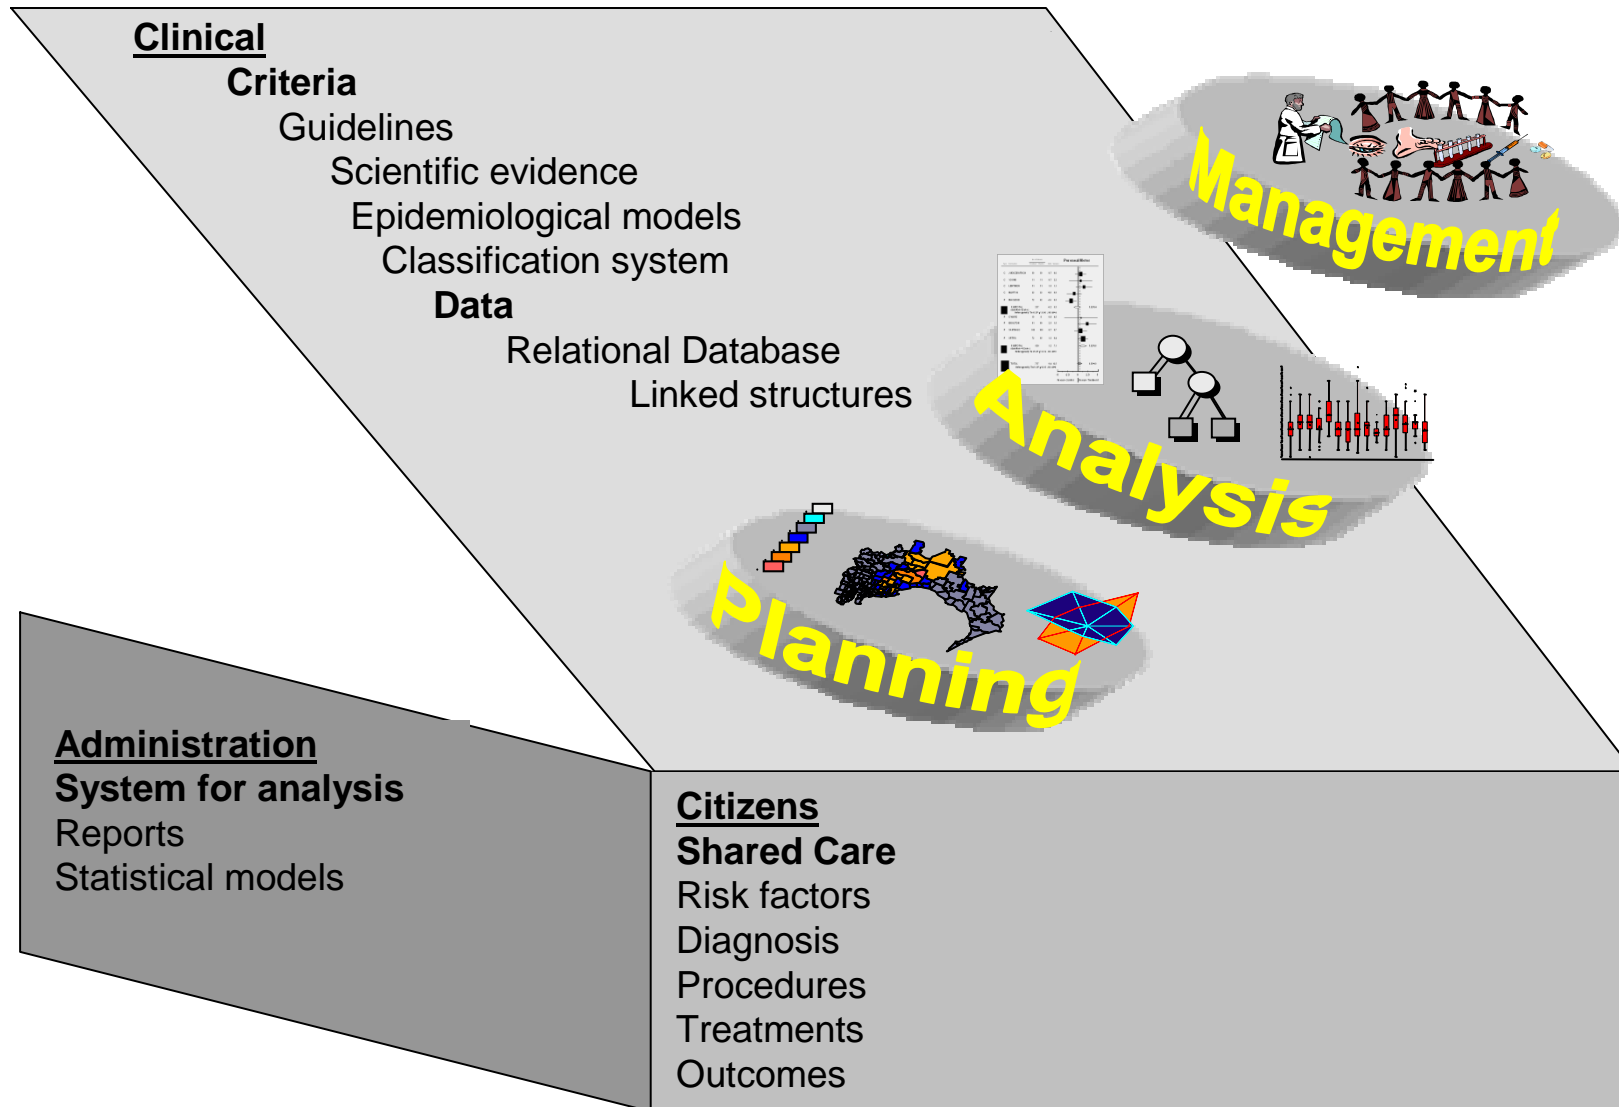 Clinical
Criteria
Guidelines
Scientific evidence
Epidemiological models
Classification system
Data
Relational Database
Linked structures
Management
Analysis
Planning
Administration
System for analysis
Reports
Statistical models
Citizens
Shared Care
Risk factors
Diagnosis
Procedures
Treatments
Outcomes